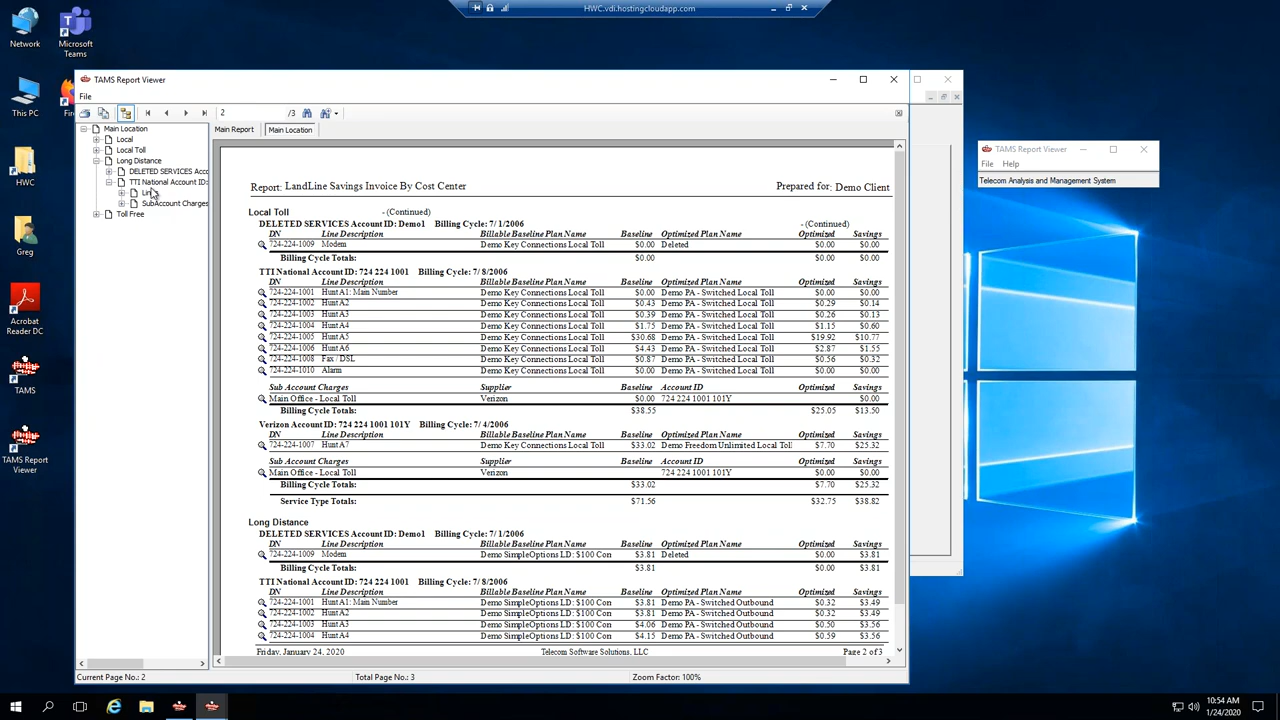 HWC.vdi.hostingcloudapp.com
Network
Microsoft Teams
This PC
HWC
Greg
Acrobat Reader DC
TAMS
TAMS Report Viewer
TAMS Report Viewer
File
2 /3
Main Location
Local
Local Toll
Long Distance
DELETED SERVICES Acc
TTI National Account ID:
SubAccount Charges
Toll Free
Main Report Main Location
Report: LandLine Savings Invoice By Cost Center Prepared for: Demo Client
Local Toll - (Continued)
DELETED SERVICES Account ID: Demo1 Billing Cycle: 7/ 1/2006 - (Continued)
DN Line Description Billable Baseline Plan Name Baseline Optimized Plan Name Optimized Savings
724-224-1009 Modem Demo Key Connections Local Toll $0.00 Deleted $0.00 $0.00
Billing Cycle Totals: $0.00 $0.00 $0.00
TTI National Account ID: 724 224 1001 Billing Cycle: 7/ 8/2006
DN Line Description Billable Baseline Plan Name Baseline Optimized Plan Name Optimized Savings
724-224-1001 Hunt A1: Main Number Demo Key Connections Local Toll $0.00 Demo PA - Switched Local Toll $0.00 $0.00
724-224-1002 Hunt A2 Demo Key Connections Local Toll $0.43 Demo PA - Switched Local Toll $0.29 $0.14
724-224-1003 Hunt A3 Demo Key Connections Local Toll $0.39 Demo PA - Switched Local Toll $0.26 $0.13
724-224-1004 Hunt A4 Demo Key Connections Local Toll $1.75 Demo PA - Switched Local Toll $1.15 $0.60
724-224-1005 Hunt A5 Demo Key Connections Local Toll $30.68 Demo PA - Switched Local Toll $19.92 $10.77
724-224-1006 Hunt A6 Demo Key Connections Local Toll $4.43 Demo PA - Switched Local Toll $2.87 $1.55
724-224-1008 Fax / DSL Demo Key Connections Local Toll $0.87 Demo PA - Switched Local Toll $0.56 $0.32
724-224-1010 Alarm Demo Key Connections Local Toll $0.00 Demo PA - Switched Local Toll $0.00 $0.00
Sub Account Charges Supplier Baseline Account ID Optimized Savings
Main Office - Local Toll Verizon $0.00 724 224 1001 101Y $0.00
Billing Cycle Totals: $38.55 $25.05 $13.50
Verizon Account ID: 724 224 1001 101Y Billing Cycle: 7/ 4/2006
DN Line Description Billable Baseline Plan Name Baseline Optimized Plan Name Optimized Savings
724-224-1007 Hunt A7 Demo Key Connections Local Toll $33.02 Demo Freedom Unlimited Local Toll $7.70 $25.32
Sub Account Charges Supplier Baseline Account ID Optimized Savings
Main Office - Local Toll Verizon 724 224 1001 101Y $0.00 $0.00
Billing Cycle Totals: $33.02 $7.70 $25.32
Service Type Totals: $71.56 $32.75 $38.82
Long Distance
DELETED SERVICES Account ID: Demo1 Billing Cycle: 7/ 1/2006
DN Line Description Billable Baseline Plan Name Baseline Optimized Plan Name Optimized Savings
724-224-1009 Modem Demo SimpleOptions LD: $100 Con $3.81 Deleted $0.00 $3.81
Billing Cycle Totals: $3.81 $0.00 $3.81
TTI National Account ID: 724 224 1001 Billing Cycle: 7/ 8/2006
DN Line Description Billable Baseline Plan Name Baseline Optimized Plan Name Optimized Savings
724-224-1001 Hunt A1: Main Number Demo SimpleOptions LD: $100 Con $3.81 Demo PA - Switched Outbound $0.32 $3.49
724-224-1002 Hunt A2 Demo SimpleOptions LD: $100 Con $3.81 Demo PA - Switched Outbound $0.32 $3.49
724-224-1003 Hunt A3 Demo SimpleOptions LD: $100 Con $4.06 Demo PA - Switched Outbound $0.50 $3.56
724-224-1004 Hunt A4 Demo SimpleOptions LD: $100 Con $4.15 Demo PA - Switched Outbound $0.59 $3.56
Friday, January 24, 2020 Telecom Software Solutions, LLC Page 2 of 3
Current Page No.: 2 Total Page No.: 3 Zoom Factor: 100%
TAMS Report Viewer
File Help
Telecom Analysis and Management System
10:54 AM
1/24/2020